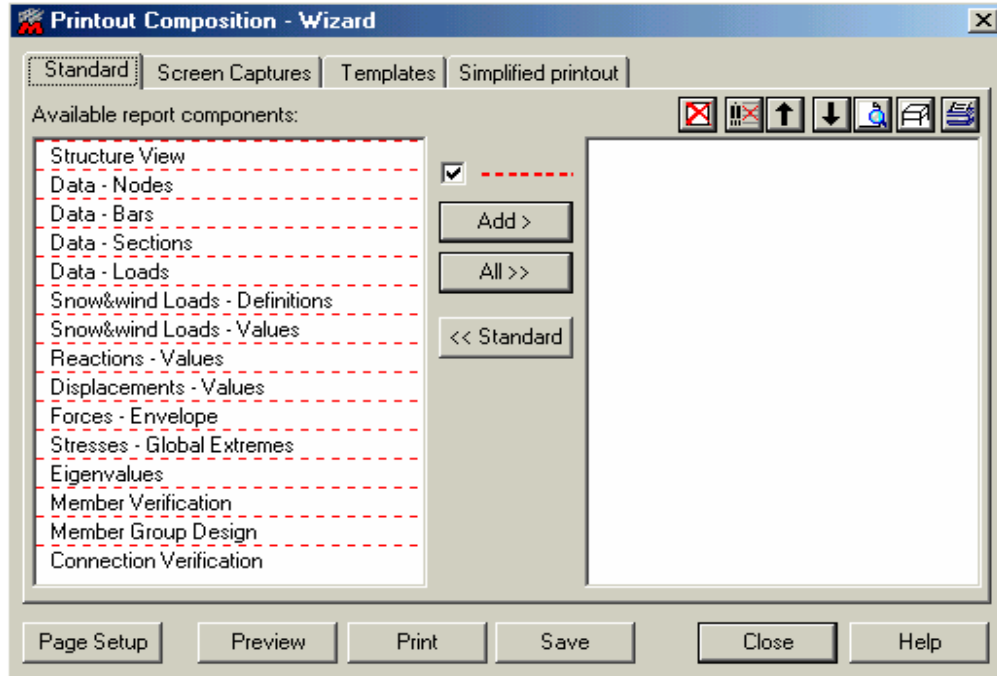 Printout Composition - Wizard
Standard
Screen Captures
Templates
Simplified printout
Available report components:
Structure View
Data - Nodes
Data - Bars
Data - Sections
Data - Loads
Snow&wind Loads - Definitions
Snow&wind Loads - Values
Reactions - Values
Displacements - Values
Forces - Envelope
Stresses - Global Extremes
Eigenvalues
Member Verification
Member Group Design
Connection Verification
Add >
All >>
<< Standard
Page Setup
Preview
Print
Save
Close
Help